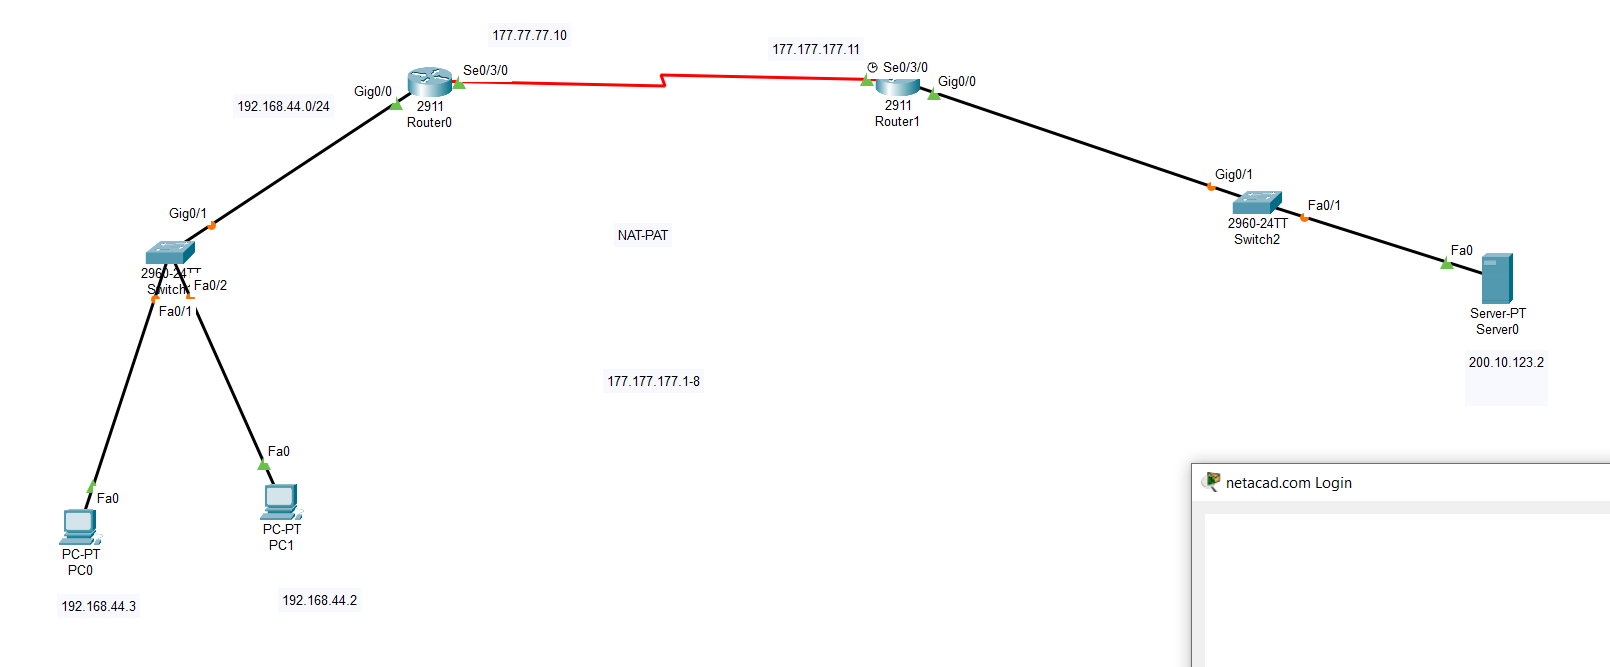 177.77.77.10
177.177.177.11
Se0/3/0
Se0/3/0
Gig0/0
Gig0/0
192.168.44.0/24
2911
Router0
2911
Router1
Gig0/1
Fa0/1
Gig0/1
2960-24TT
Switch2
NAT-PAT
Fa0
2960-24TT
Switch
Fa0/2
Fa0/1
Server-PT
Server0
200.10.123.2
177.177.177.1-8
Fa0
Fa0
netacad.com Login
PC-PT
PC1
PC-PT
PC0
192.168.44.3
192.168.44.2